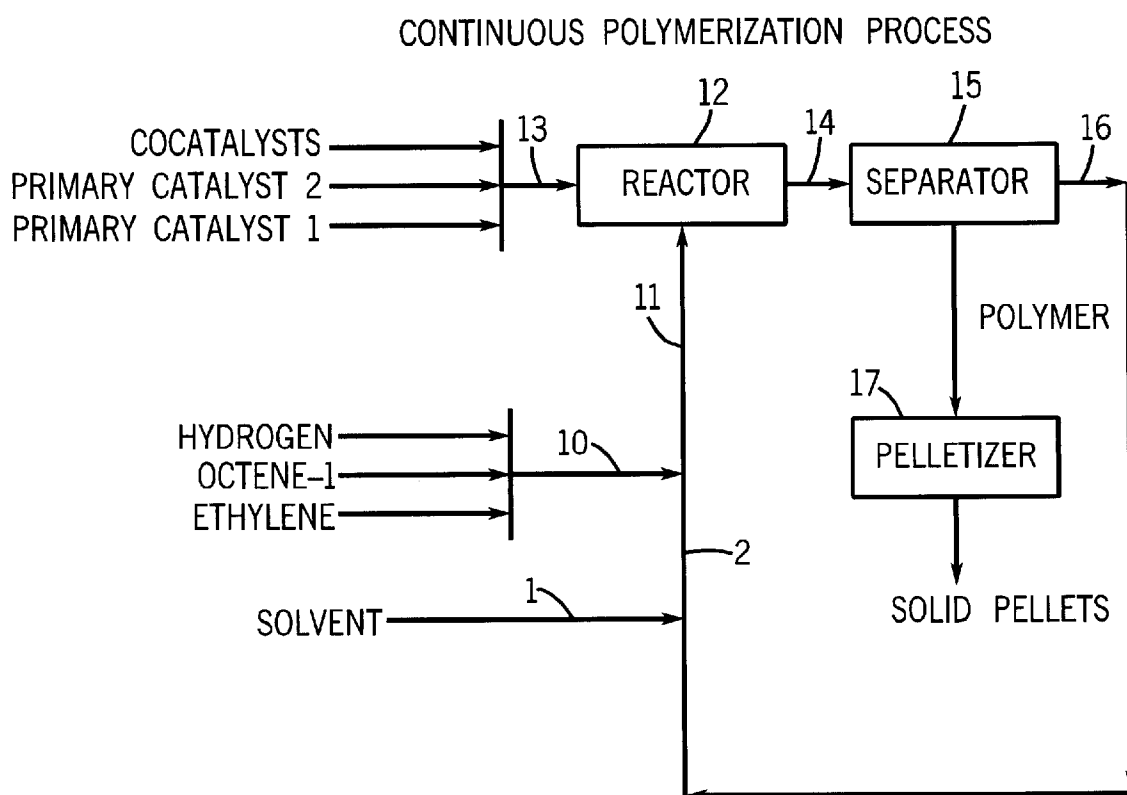 CONTINUOUS POLYMERIZATION PROCESS
12
15
13
14
16
COCATALYSTS
PRIMARY CATALYST 2
PRIMARY CATALYST 1
REACTOR
SEPARATOR
11
POLYMER
17
HYDROGEN
OCTENE-1
ETHYLENE
10
PELLETIZER
2
1
SOLVENT
SOLID PELLETS